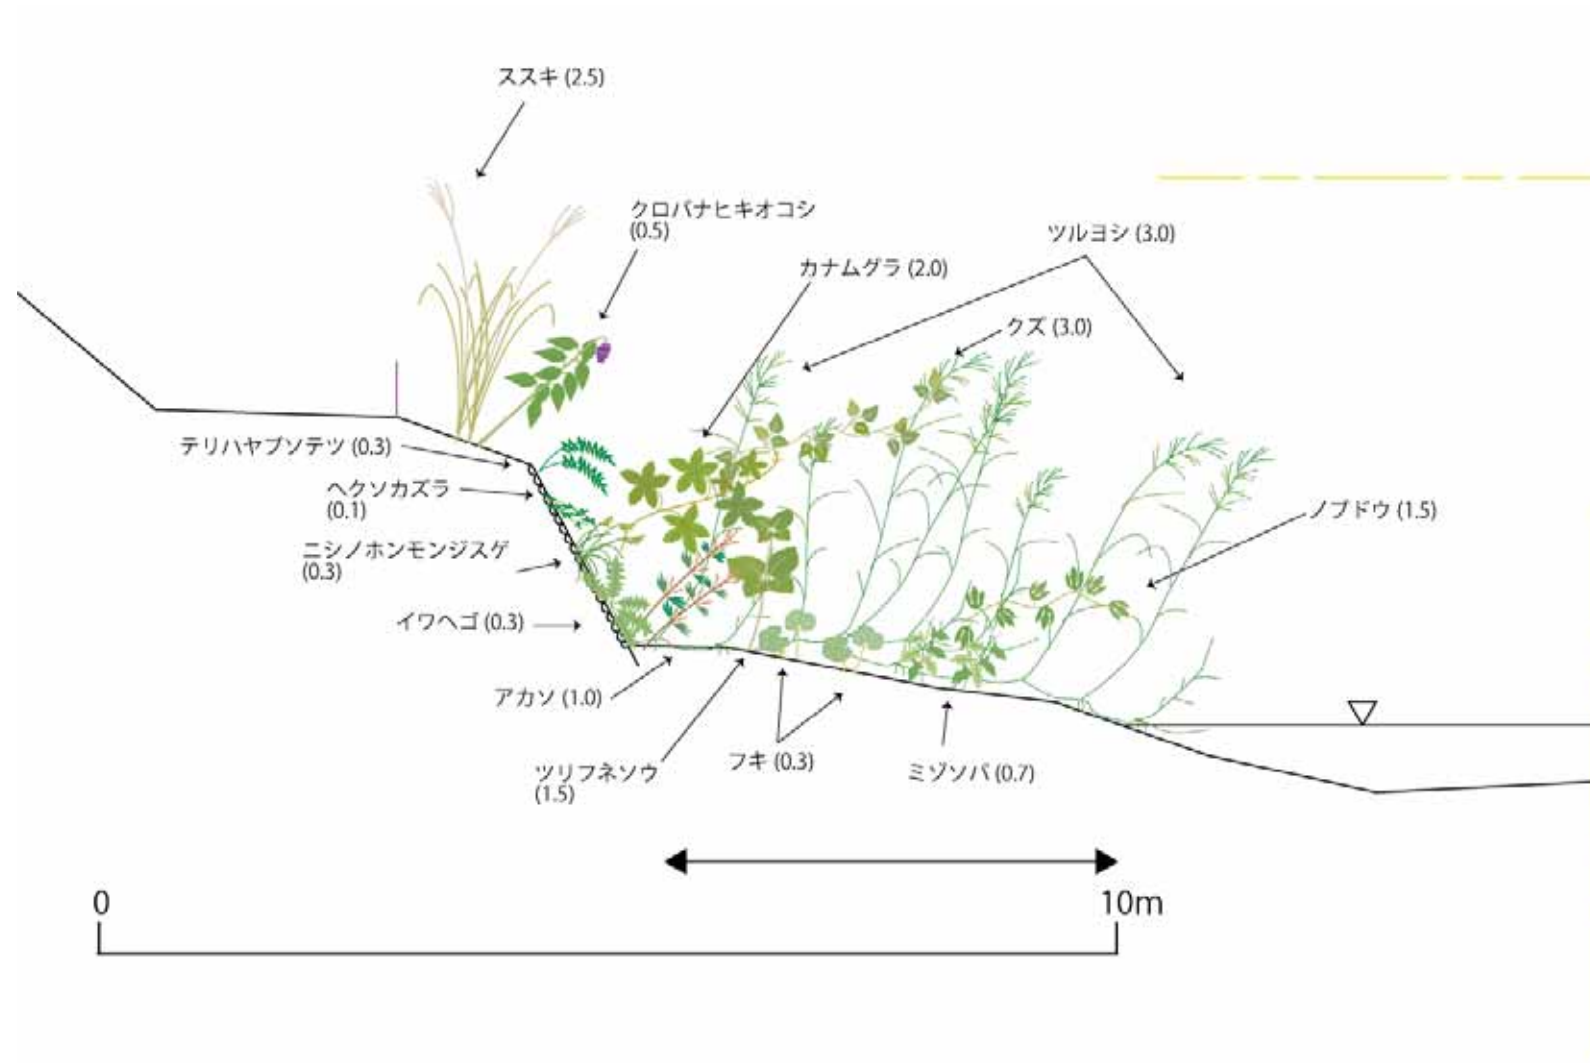 ススキ (2.5)
クロバナヒキオコシ
(0.5)
ツルヨシ (3.0)
カナムグラ (2.0)
クズ (3.0)
テリハヤブソテツ (0.3)
ヘクソカズラ
(0.1)
ノブドウ (1.5)
ニシノホンモンジスゲ
(0.3)
イワヘゴ (0.3)
アカソ (1.0)
ツリフネソウ
(1.5)
フキ (0.3)
ミゾソバ (0.7)
0
10m